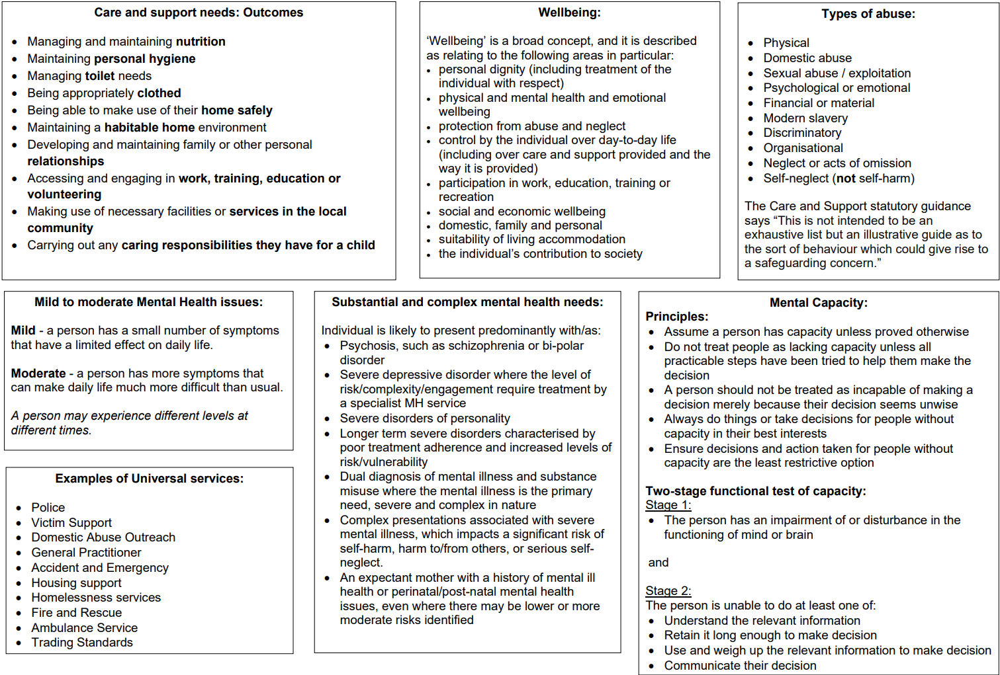 Care and support needs: Outcomes
• Managing and maintaining nutrition
• Maintaining personal hygiene
• Managing toilet needs
• Being appropriately clothed
• Being able to make use of their home safely
• Maintaining a habitable home environment
• Developing and maintaining family or other personal
relationships
• Accessing and engaging in work, training, education or
volunteering
• Making use of necessary facilities or services in the local
community
• Carrying out any caring responsibilities they have for a child
Wellbeing:
‘Wellbeing’ is a broad concept, and it is described
as relating to the following areas in particular:
• personal dignity (including treatment of the
individual with respect)
• physical and mental health and emotional
wellbeing
• protection from abuse and neglect
• control by the individual over day-to-day life
(including over care and support provided and the
way it is provided)
• participation in work, education, training or
recreation
• social and economic wellbeing
• domestic, family and personal
• suitability of living accommodation
• the individual’s contribution to society
Types of abuse:
• Physical
• Domestic abuse
• Sexual abuse / exploitation
• Psychological or emotional
• Financial or material
• Modern slavery
• Discriminatory
• Organisational
• Neglect or acts of omission
• Self-neglect (not self-harm)
The Care and Support statutory guidance
says “This is not intended to be an
exhaustive list but an illustrative guide as to
the sort of behaviour which could give rise to
a safeguarding concern.”
Mild to moderate Mental Health issues:
Mild - a person has a small number of symptoms
that have a limited effect on daily life.
Moderate - a person has more symptoms that
can make daily life much more difficult than usual.
A person may experience different levels at
different times.
Examples of Universal services:
• Police
• Victim Support
• Domestic Abuse Outreach
• General Practitioner
• Accident and Emergency
• Housing support
• Homelessness services
• Fire and Rescue
• Ambulance Service
• Trading Standards
Substantial and complex mental health needs:
Individual is likely to present predominantly with/as:
• Psychosis, such as schizophrenia or bi-polar
disorder
• Severe depressive disorder where the level of
risk/complexity/engagement require treatment by
a specialist MH service
• Severe disorders of personality
• Longer term severe disorders characterised by
poor treatment adherence and increased levels of
risk/vulnerability
• Dual diagnosis of mental illness and substance
misuse where the mental illness is the primary
need, severe and complex in nature
• Complex presentations associated with severe
mental illness, which impacts a significant risk of
self-harm, harm to/from others, or serious self-
neglect.
• An expectant mother with a history of mental ill
health or perinatal/post-natal mental health
issues, even where there may be lower or more
moderate risks identified
Mental Capacity:
Principles:
• Assume a person has capacity unless proved otherwise
• Do not treat people as lacking capacity unless all
practicable steps have been tried to help them make the
decision
• A person should not be treated as incapable of making a
decision merely because their decision seems unwise
• Always do things or take decisions for people without
capacity in their best interests
• Ensure decisions and action taken for people without
capacity are the least restrictive option
Two-stage functional test of capacity:
Stage 1:
• The person has an impairment of or disturbance in the
functioning of mind or brain
and
Stage 2:
The person is unable to do at least one of:
• Understand the relevant information
• Retain it long enough to make decision
• Use and weigh up the relevant information to make decision
• Communicate their decision